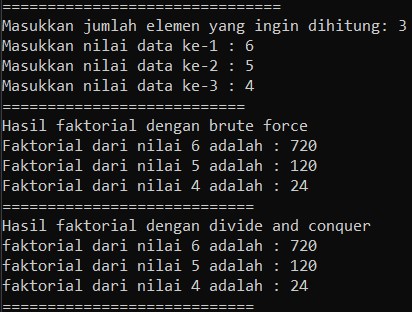 ===============================
Masukkan jumlah elemen yang ingin dihitung: 3
Masukkan nilai data ke-1 : 6
Masukkan nilai data ke-2 : 5
Masukkan nilai data ke-3 : 4
===========================
Hasil faktorial dengan brute force
Faktorial dari nilai 6 adalah : 720
Faktorial dari nilai 5 adalah : 120
Faktorial dari nilai 4 adalah : 24
============================
Hasil faktorial dengan divide and conquer
faktorial dari nilai 6 adalah : 720
faktorial dari nilai 5 adalah : 120
faktorial dari nilai 4 adalah : 24
============================